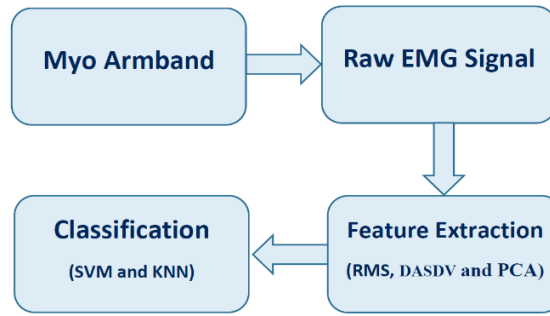 Myo Armband
Raw EMG Signal
Feature Extraction
(RMS, DASDV and PCA)
Classification
(SVM and KNN)